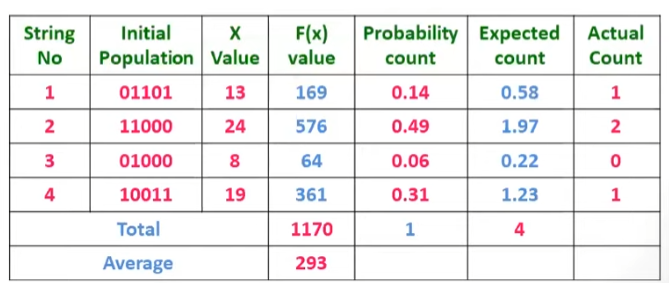 String No Initial Population X Value F(x) value Probability count Expected count Actual Count
1 01101 13 169 0.14 0.58 1
2 11000 24 576 0.49 1.97 2
3 01000 8 64 0.06 0.22 0
4 10011 19 361 0.31 1.23 1
Total 1170 1 4
Average 293